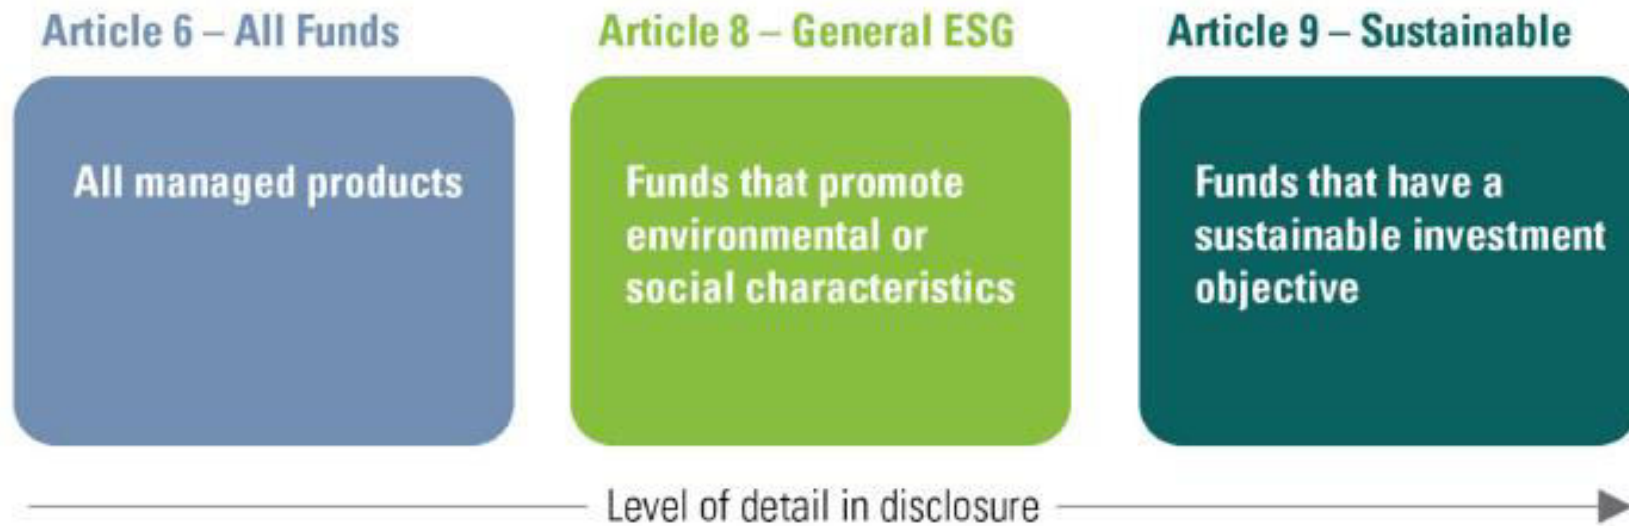 Article 6 – All Funds
Article 8 – General ESG
Article 9 – Sustainable
All managed products
Funds that promote
environmental or
social characteristics
Funds that have a
sustainable investment
objective
Level of detail in disclosure